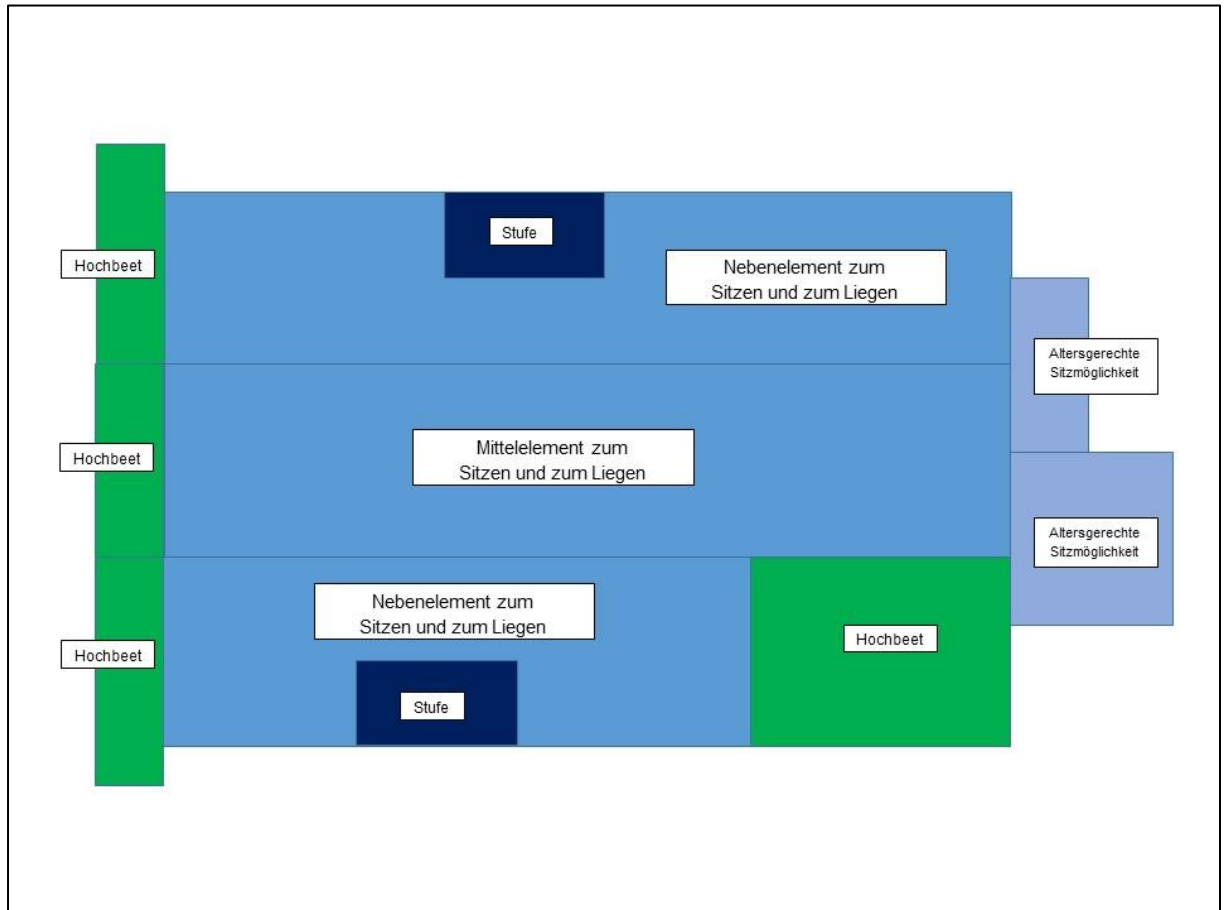 Stufe
Hochbeet
Nebenelement zum
Sitzen und zum Liegen
Altersgerechte
Sitzmöglichkeit
Hochbeet
Mittelelement zum
Sitzen und zum Liegen
Altersgerechte
Sitzmöglichkeit
Hochbeet
Nebenelement zum
Sitzen und zum Liegen
Hochbeet
Stufe